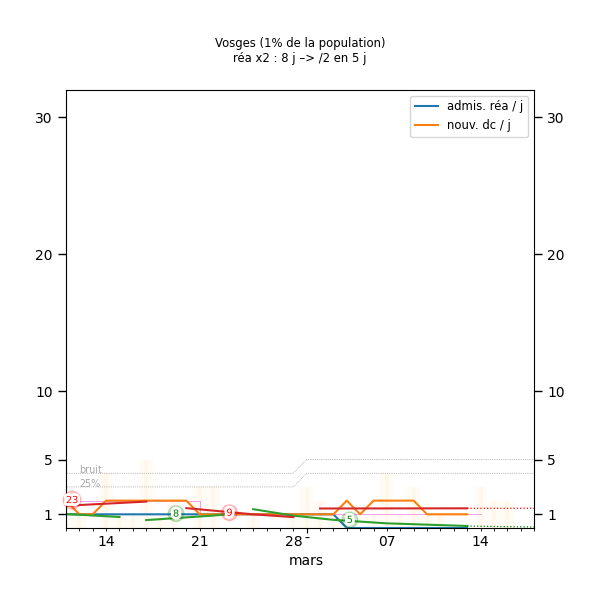 Vosges (1% de la population)
réa x2 : 8 j –> /2 en 5 j
admis. réa / j
nouv. dc / j
30 30
20 20
10 10
5 5
bruit
25%
23
8
9
5
1 1
14 21 28 07 14
mars